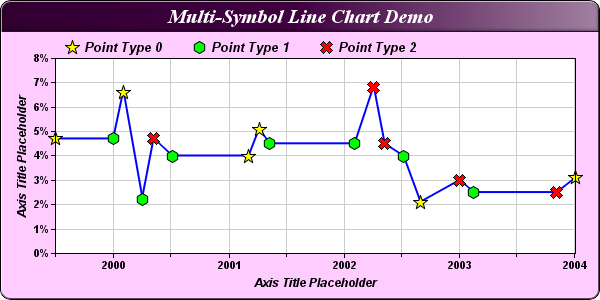 Multi-Symbol Line Chart Demo
Point Type 0 Point Type 1 Point Type 2
Axis Title Placeholder
8%
7%
6%
5%
4%
3%
2%
1%
0%
2000 2001 2002 2003 2004
Axis Title Placeholder